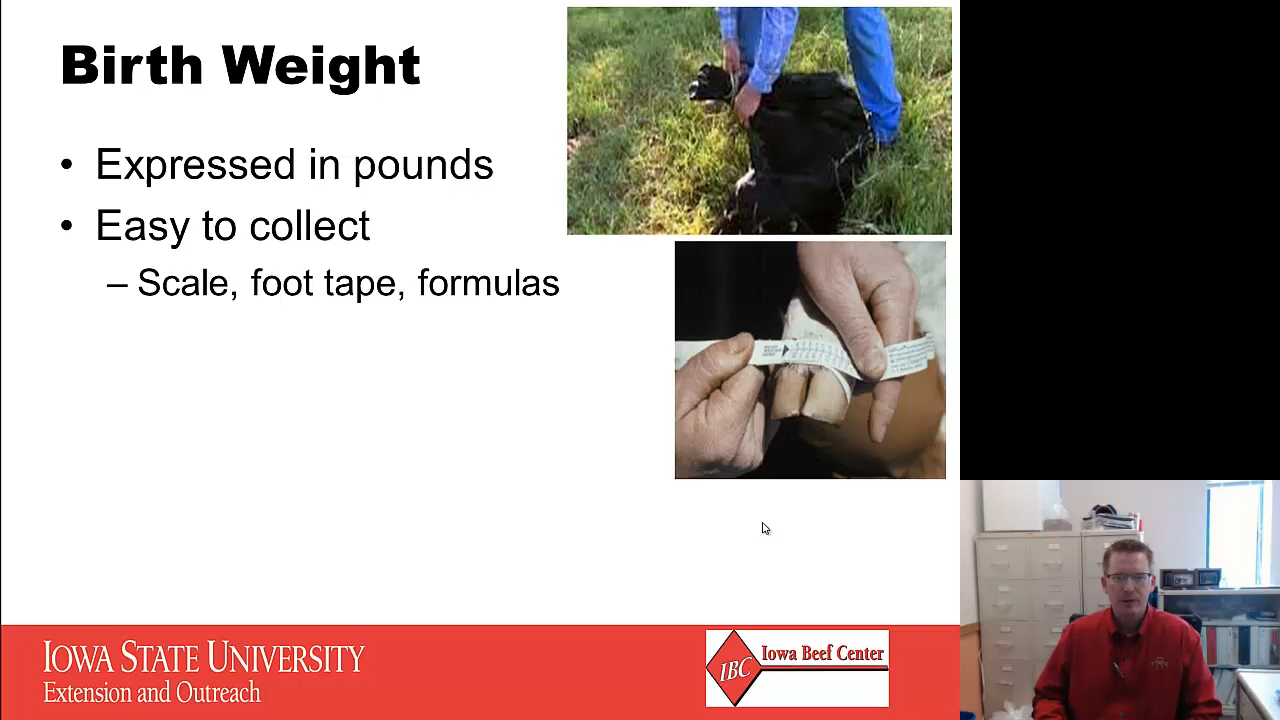 Birth Weight
• Expressed in pounds
• Easy to collect
– Scale, foot tape, formulas
IOWA STATE UNIVERSITY
Extension and Outreach
IBC
Iowa Beef Center